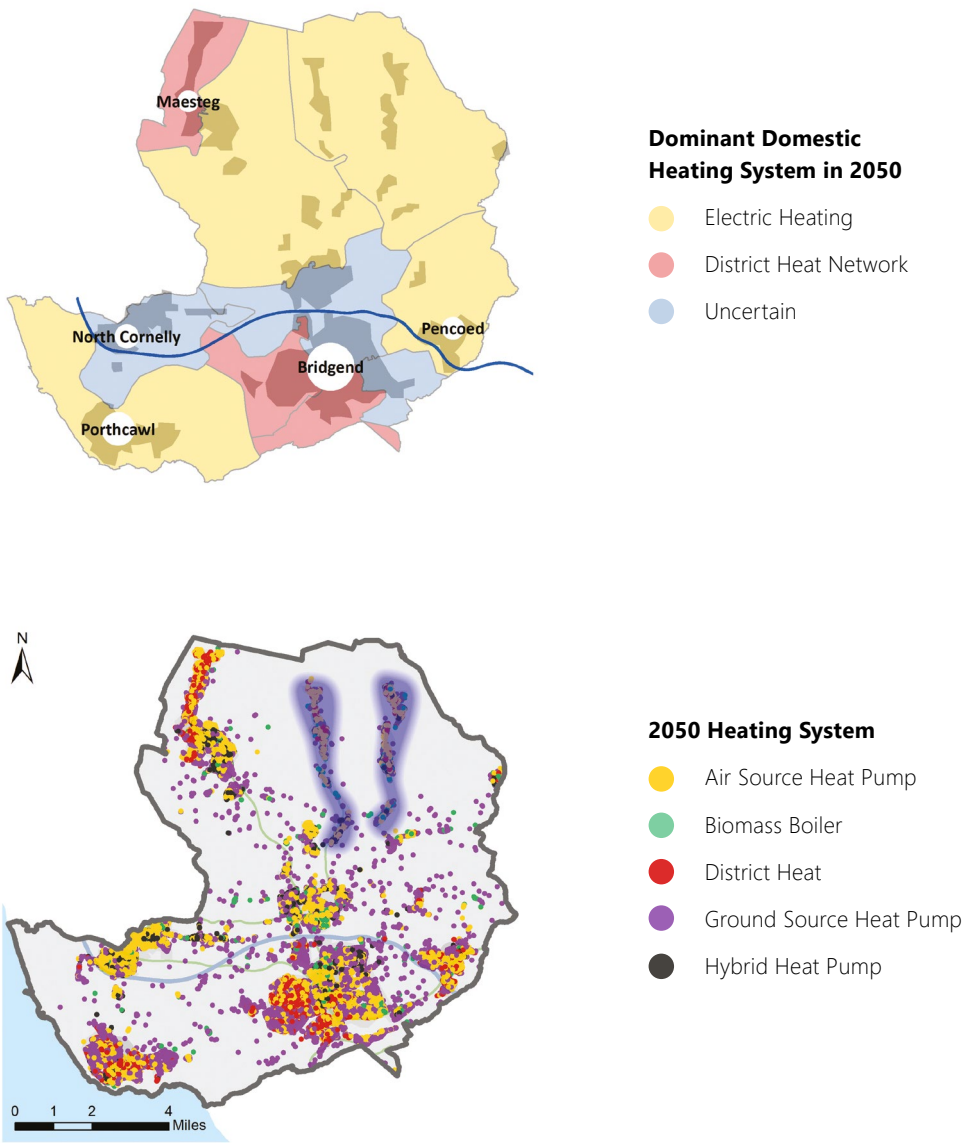 Maesteg
North Cornelly
Pencoed
Bridgend
Porthcawl
Dominant Domestic
Heating System in 2050
Electric Heating
District Heat Network
Uncertain
N
0 1 2 4
Miles
2050 Heating System
Air Source Heat Pump
Biomass Boiler
District Heat
Ground Source Heat Pump
Hybrid Heat Pump